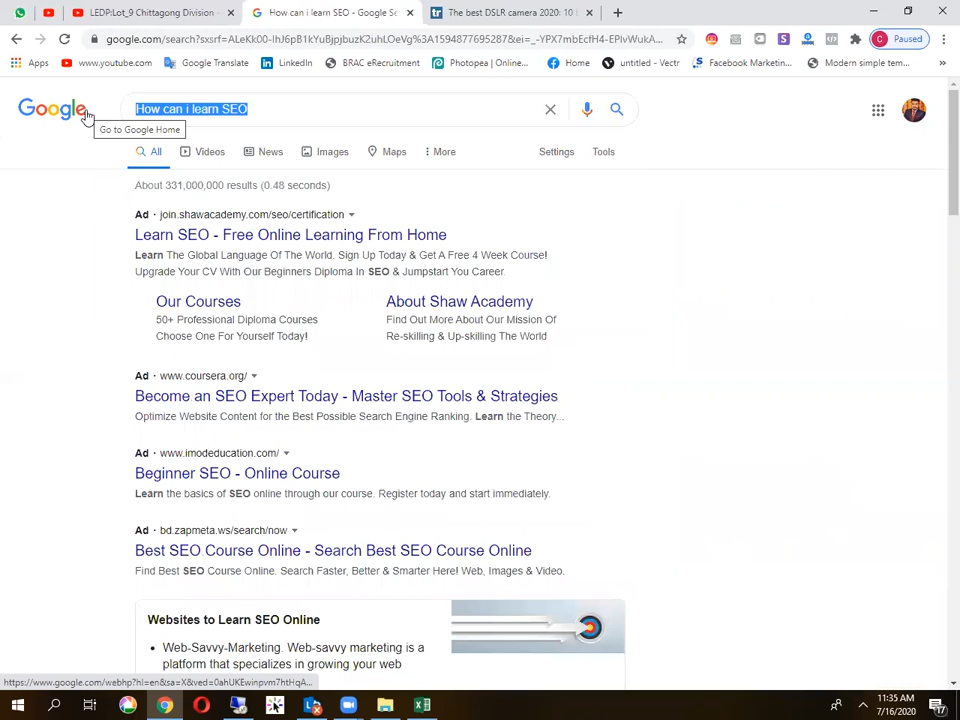 LEDP:Lot_9 Chittagong Division -
How can i learn SEO - Google Se
The best DSLR camera 2020: 10 b
google.com/search?sxsrf=ALeKk00-IhJ6pB1kYuBjpjbuzK2uhLOeVg%3A1594877695287&ei=_-YPX7mbEcfH4-EPlvWukA...
Paused
Apps
www.youtube.com
Google Translate
LinkedIn
BRAC eRecruitment
Photopea | Online...
Home
untitled - Vectr
Facebook Marketin...
Modern simple tem...
»
Google
How can i learn SEO
Go to Google Home
All
Videos
News
Images
Maps
More
Settings
Tools
About 331,000,000 results (0.48 seconds)
Ad · join.shawacademy.com/seo/certification
Learn SEO - Free Online Learning From Home
Learn The Global Language Of The World. Sign Up Today & Get A Free 4 Week Course!
Upgrade Your CV With Our Beginners Diploma In SEO & Jumpstart You Career.
Our Courses
50+ Professional Diploma Courses
Choose One For Yourself Today!
About Shaw Academy
Find Out More About Our Mission Of
Re-skilling & Up-skilling The World
Ad · www.coursera.org/
Become an SEO Expert Today - Master SEO Tools & Strategies
Optimize Website Content for the Best Possible Search Engine Ranking. Learn the Theory...
Ad · www.imodeducation.com/
Beginner SEO - Online Course
Learn the basics of SEO online through our course. Register today and start immediately.
Ad · bd.zapmeta.ws/search/now
Best SEO Course Online - Search Best SEO Course Online
Find Best SEO Course Online. Search Faster, Better & Smarter Here! Web, Images & Video.
Websites to Learn SEO Online
• Web-Savvy-Marketing. Web-savvy marketing is a
platform that specializes in growing your web
https://www.google.com/webhp?hl=en&sa=X&ved=0ahUKEwinpvm7htHqA...
11:35 AM
7/16/2020
17